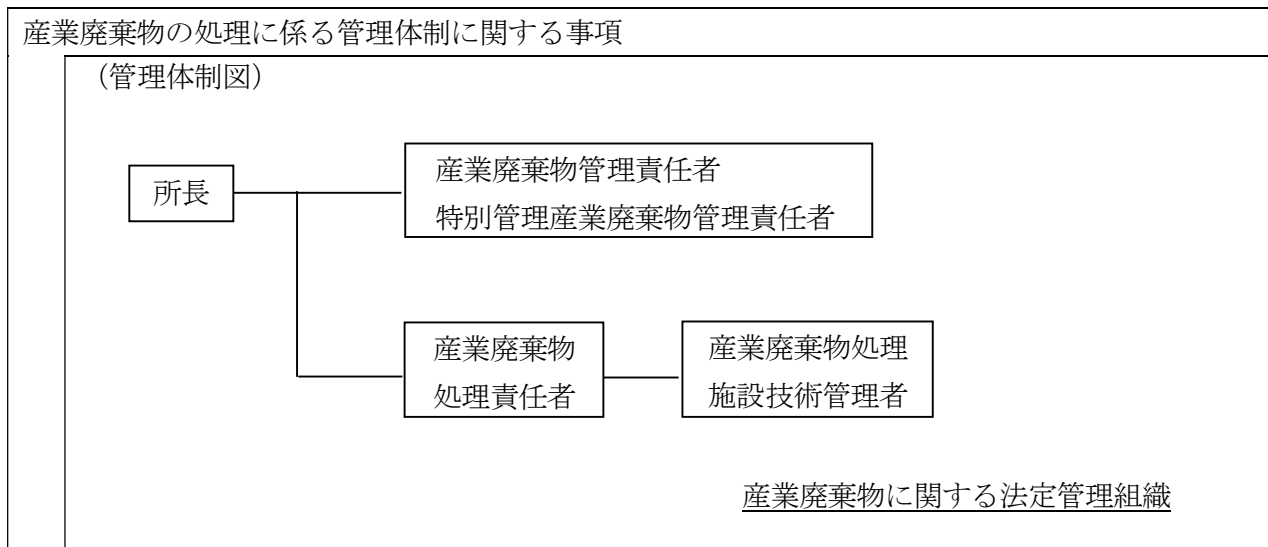 産業廃棄物の処理に係る管理体制に関する事項
（管理体制図）
所長
産業廃棄物管理責任者
特別管理産業廃棄物管理責任者
産業廃棄物
処理責任者
産業廃棄物処理
施設技術管理者
産業廃棄物に関する法定管理組織